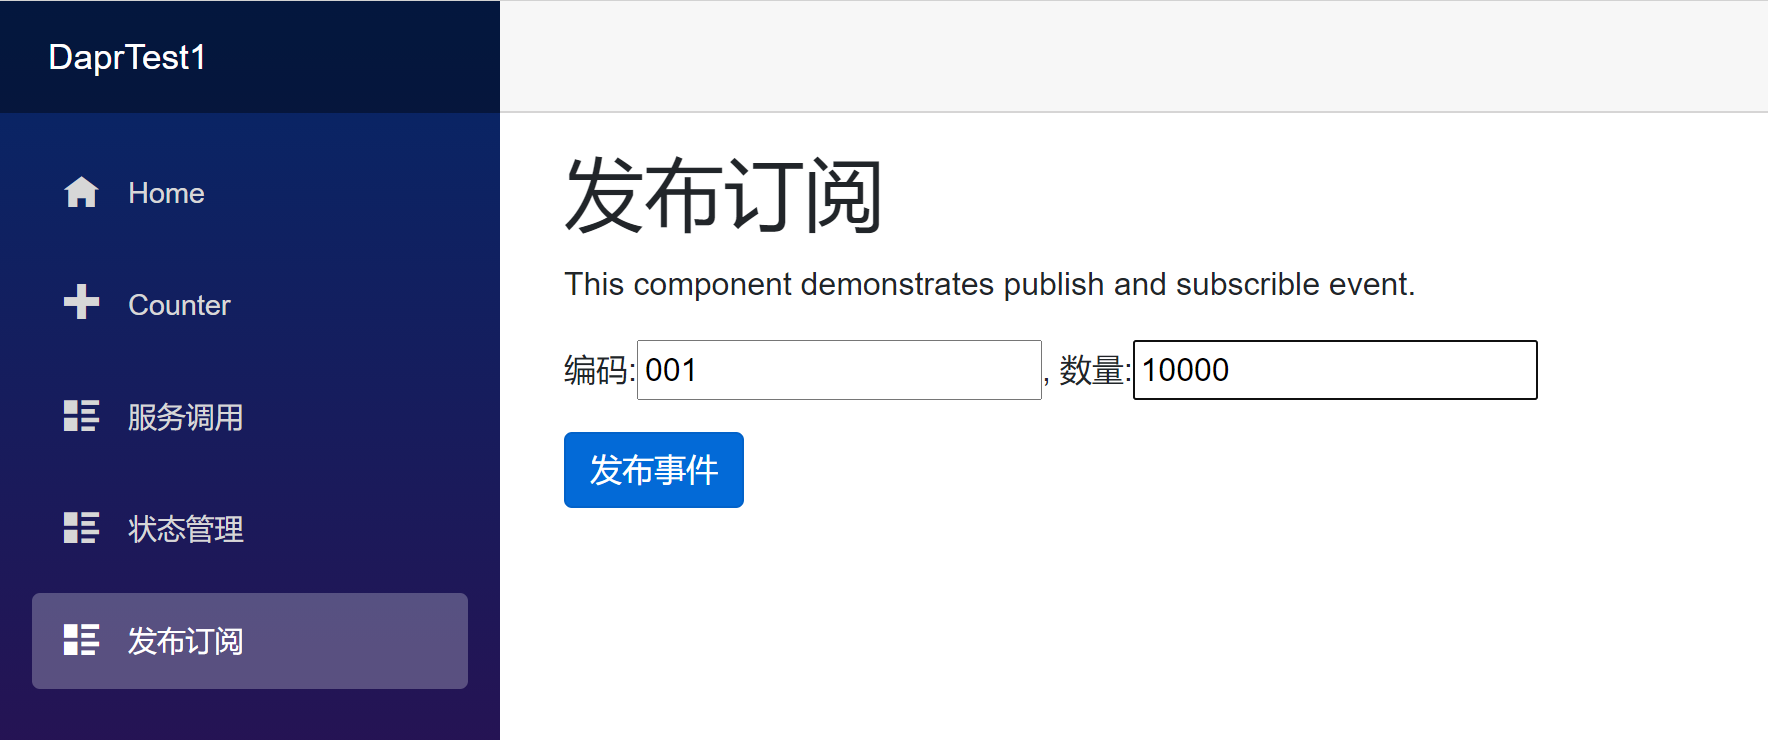 DaprTest1
Home
Counter
服务调用
状态管理
发布订阅
发布订阅
This component demonstrates publish and subscrible event.
编码:001, 数量:10000
发布事件